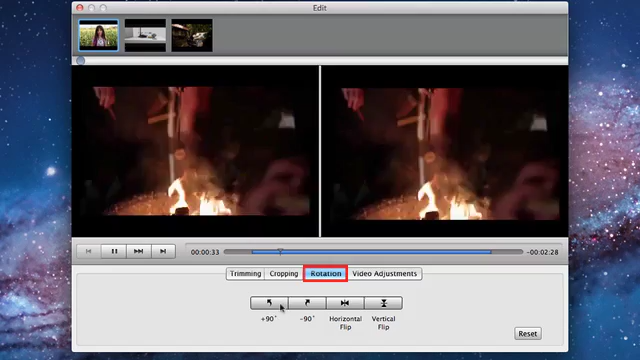 Edit
00:00:33
-00:02:28
Trimming Cropping Rotation Video Adjustments
+90° -90° Horizontal Flip Vertical Flip
Reset